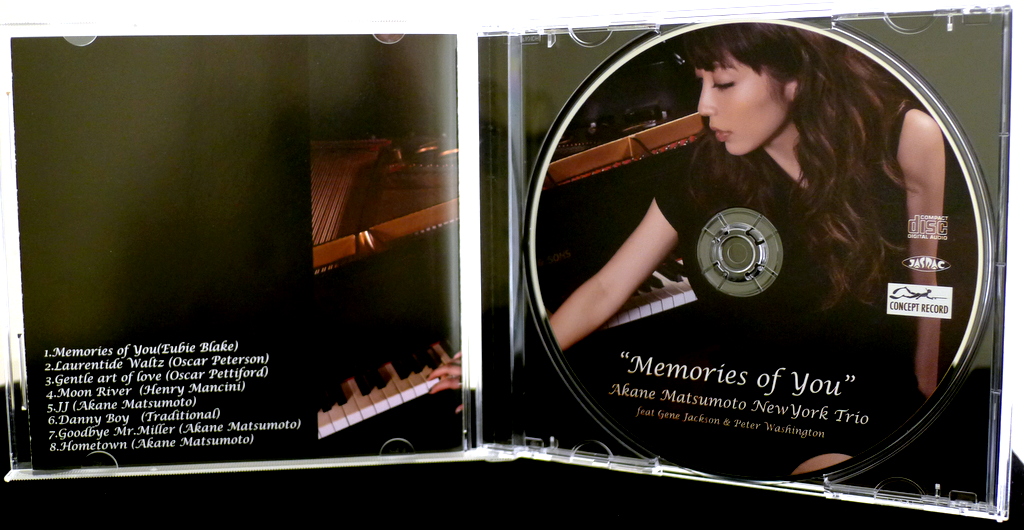 1.Memories of You(Eubie Blake)
2.Laurentide Waltz (Oscar Peterson)
3.Gentle art of love (Oscar Pettiford)
4.Moon River (Henry Mancini)
5.JJ (Akane Matsumoto)
6.Danny Boy (Traditional)
7.Goodbye Mr.Miller (Akane Matsumoto)
8.Hometown (Akane Matsumoto)
SONS
COMPACT
disc
DIGITAL AUDIO
JASRAC
CONCEPT RECORD
“Memories of You”
Akane Matsumoto NewYork Trio
feat Gene Jackson & Peter Washington